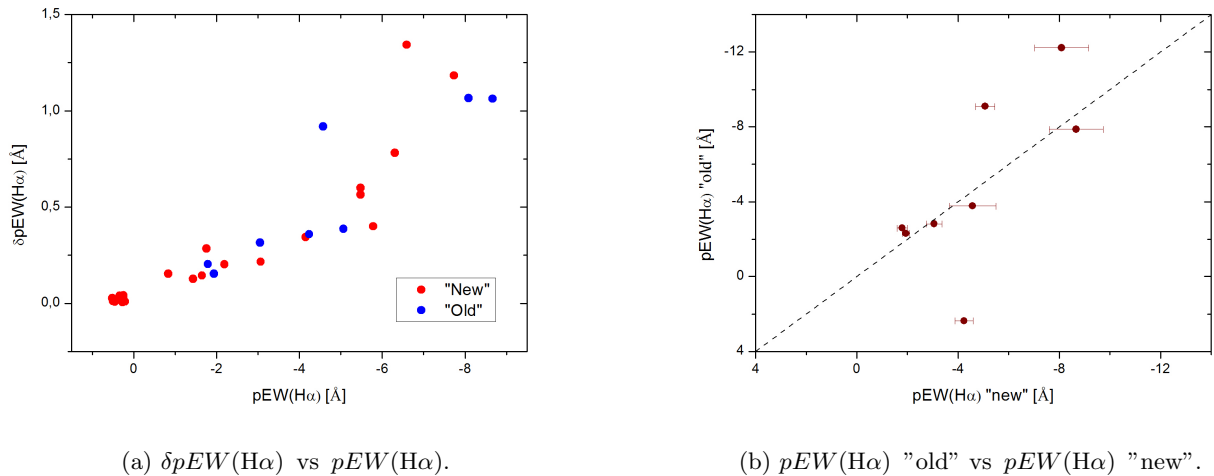 1,5
1,0
0,5
0,0
δpEW(Hα) [Å]
0 -2 -4 -6 -8
pEW(Hα) [Å]
"New"
"Old"
-12
-8
-4
0
4
pEW(Hα) "old" [Å]
4 0 -4 -8 -12
pEW(Hα) "new" [Å]
(a) δpEW(Hα) vs pEW(Hα).
(b) pEW(Hα) "old" vs pEW(Hα) "new".